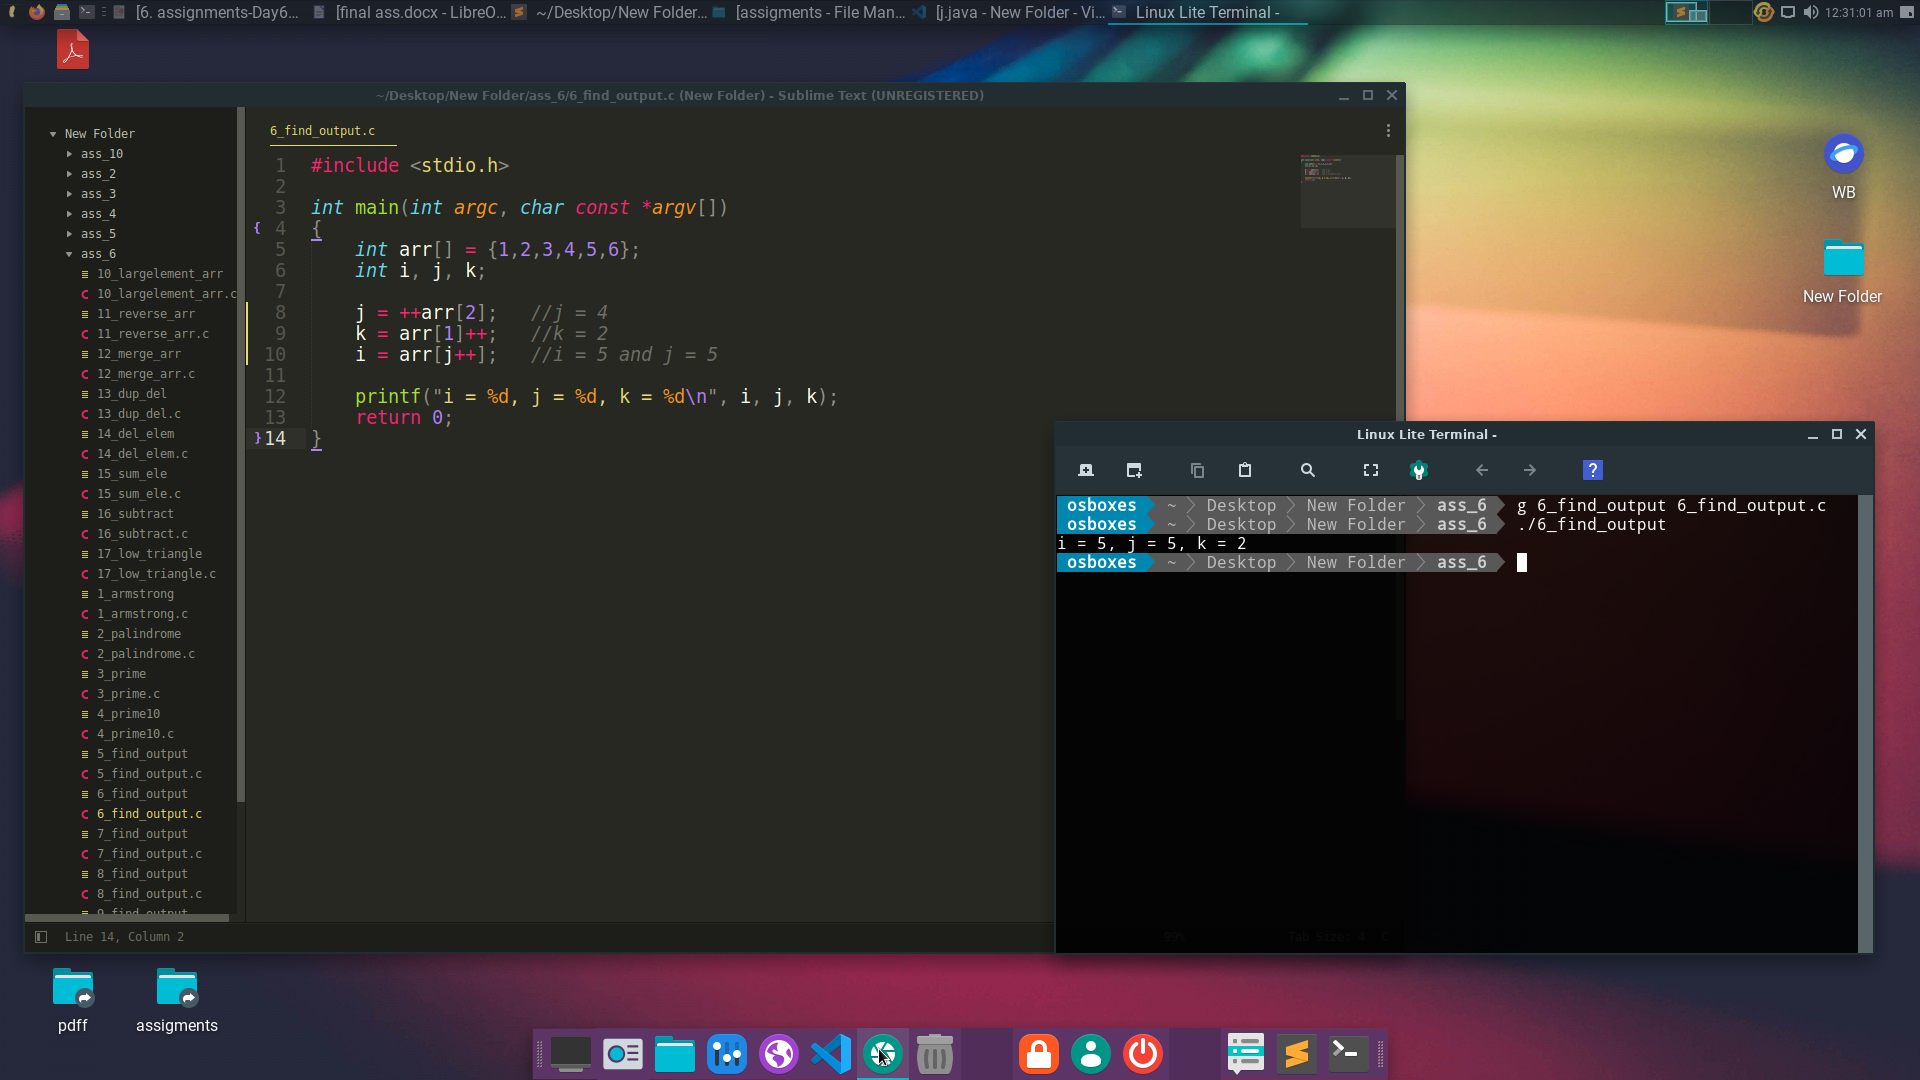 [6. assignments-Day6... [final ass.docx - LibreO... ~/Desktop/New Folder... [assigments - File Man... [j.java - New Folder - Vi... Linux Lite Terminal - 12:31:01 am
~/Desktop/New Folder/ass_6/6_find_output.c (New Folder) - Sublime Text (UNREGISTERED)
New Folder
ass_10
ass_2
ass_3
ass_4
ass_5
ass_6
10_largelement_arr
10_largelement_arr.c
11_reverse_arr
11_reverse_arr.c
12_merge_arr
12_merge_arr.c
13_dup_del
13_dup_del.c
14_del_elem
14_del_elem.c
15_sum_ele
15_sum_ele.c
16_subtract
16_subtract.c
17_low_triangle
17_low_triangle.c
1_armstrong
1_armstrong.c
2_palindrome
2_palindrome.c
3_prime
3_prime.c
4_prime10
4_prime10.c
5_find_output
5_find_output.c
6_find_output
6_find_output.c
7_find_output
7_find_output.c
8_find_output
8_find_output.c
9_find_output
6_find_output.c
1 #include <stdio.h>
2
3 int main(int argc, char const *argv[])
{ 4 {
5 int arr[] = {1,2,3,4,5,6};
6 int i, j, k;
7
8 j = ++arr[2]; //j = 4
9 k = arr[1]++; //k = 2
10 i = arr[j++]; //i = 5 and j = 5
11
12 printf("i = %d, j = %d, k = %d\n", i, j, k);
13 return 0;
} 14 }
Line 14, Column 2
99% Tab Size: 4 C
Linux Lite Terminal -
?
osboxes ~ Desktop New Folder ass_6 g 6_find_output 6_find_output.c
osboxes ~ Desktop New Folder ass_6 ./6_find_output
i = 5, j = 5, k = 2
osboxes ~ Desktop New Folder ass_6
WB
New Folder
pdff
assigments